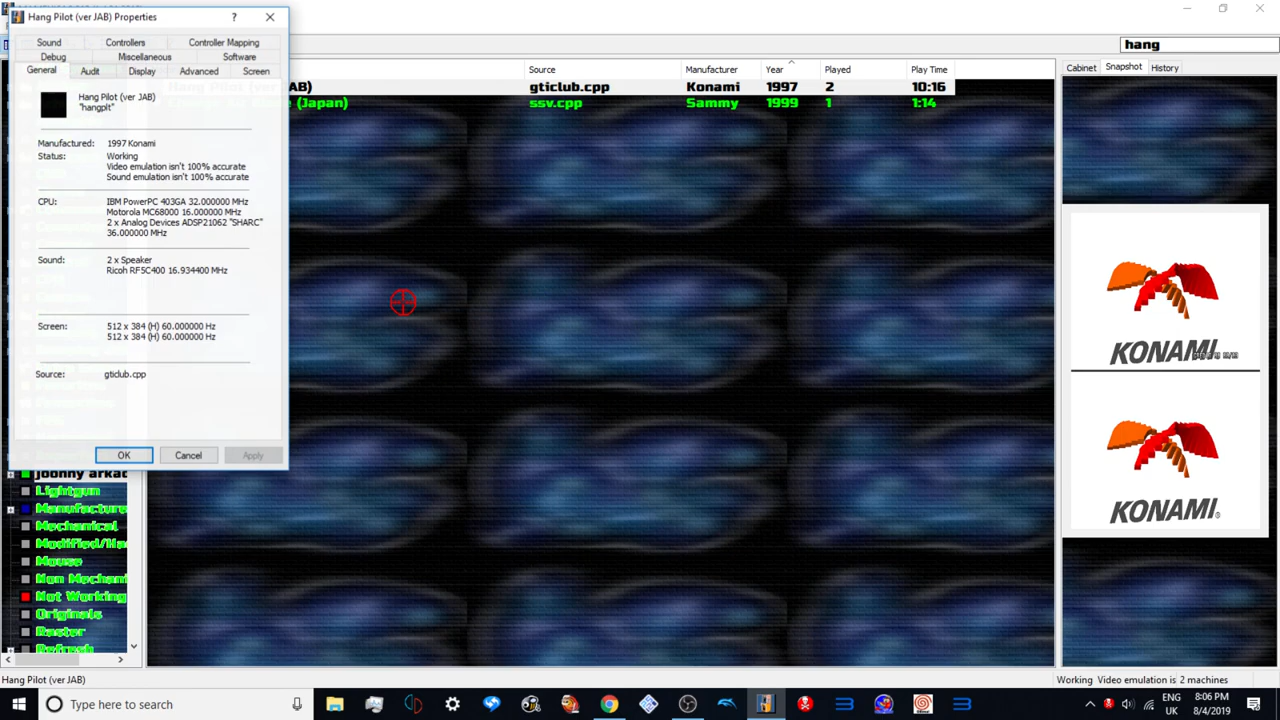 Hang Pilot (ver JAB) Properties
?
Sound Controllers Controller Mapping
Debug Miscellaneous Software
General Audit Display Advanced Screen
Hang Pilot (ver JAB)
"hangplt"
Manufactured: 1997 Konami
Status: Working
Video emulation isn't 100% accurate
Sound emulation isn't 100% accurate
CPU: IBM PowerPC 403GA 32.000000 MHz
Motorola MC68000 16.000000 MHz
2 x Analog Devices ADSP21062 "SHARC"
36.000000 MHz
Sound: 2 x Speaker
Ricoh RF5C400 16.934400 MHz
Screen: 512 x 384 (H) 60.000000 Hz
512 x 384 (H) 60.000000 Hz
Source: gticlub.cpp
OK Cancel Apply
Lightgun
Manufacture
Mechanical
Modified/Ha
Mouse
Non Mechani
Not Working
Originals
Raster
Refresh
Source Manufacturer Year Played Play Time
gticlub.cpp Konami 1997 2 10:16
(Japan) ssv.cpp Sammy 1999 1 1:14
hang
Cabinet Snapshot History
KONAMI
KONAMI®
Hang Pilot (ver JAB)
Working Video emulation is 2 machines
Type here to search
ENG
UK
8:06 PM
8/4/2019